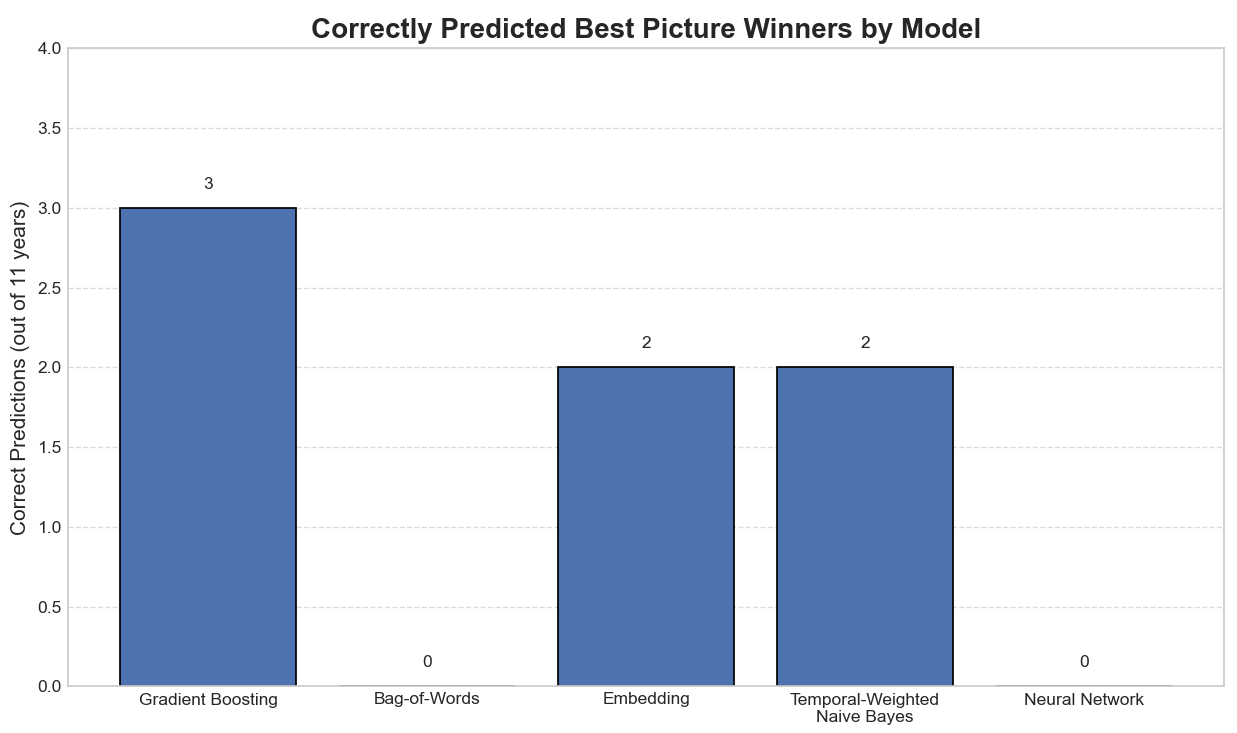 Correctly Predicted Best Picture Winners by Model
Correct Predictions (out of 11 years)
4.0
3.5
3.0
2.5
2.0
1.5
1.0
0.5
0.0
3
0
2
2
0
Gradient Boosting
Bag-of-Words
Embedding
Temporal-Weighted
Naive Bayes
Neural Network